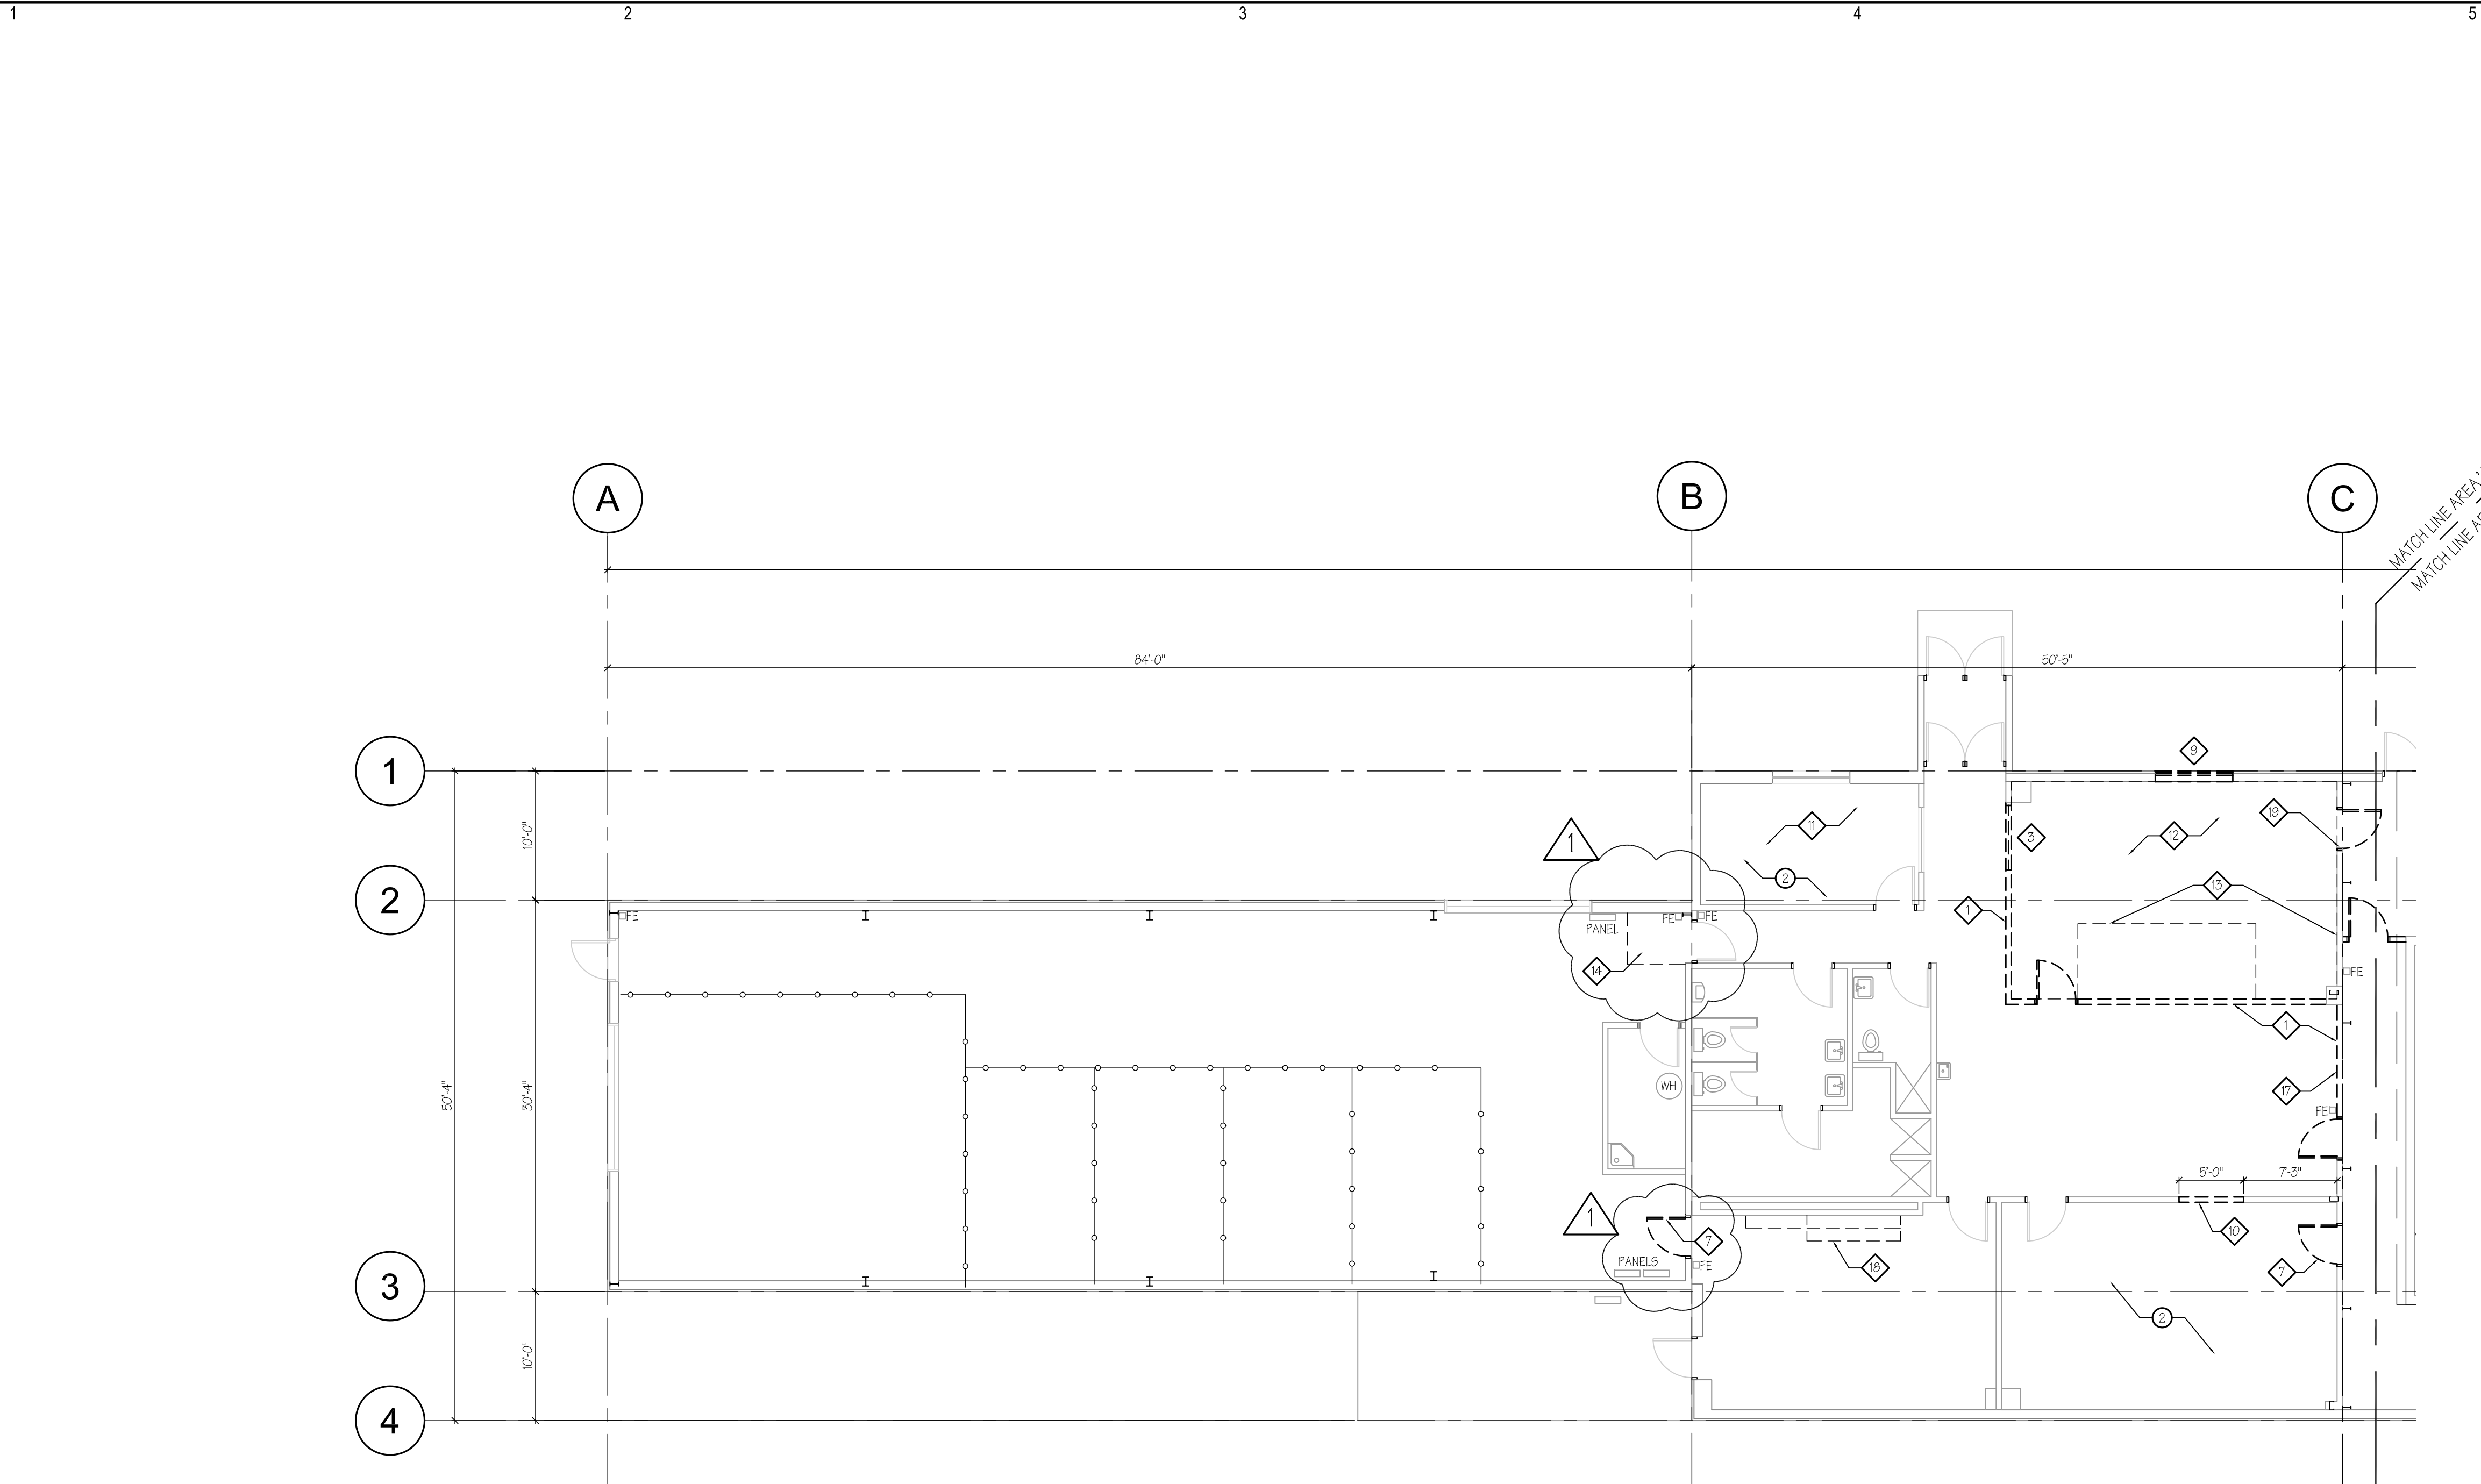 1 2 3 4 5
A B C
MATCH LINE AREA '
MATCH LINE
84'-0" 50'-5"
1
9
10'-0"
1
11
3
12
19
2
13
2
FE
PANEL
FE
FE
1
14
FE
1
50'-4"
30'-4"
WH
17
FE
5'-0" 7'-3"
1
7
10
PANELS
FE
18
7
3
2
10'-0"
4